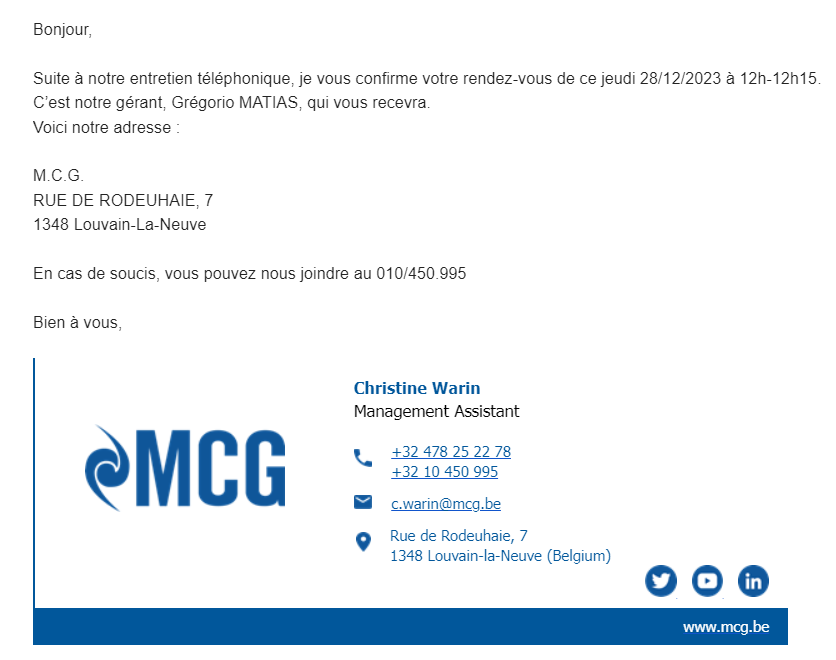 Bonjour,
Suite à notre entretien téléphonique, je vous confirme votre rendez-vous de ce jeudi 28/12/2023 à 12h-12h15.
C’est notre gérant, Grégorio MATIAS, qui vous recevra.
Voici notre adresse :
M.C.G.
RUE DE RODEUHAIE, 7
1348 Louvain-La-Neuve
En cas de soucis, vous pouvez nous joindre au 010/450.995
Bien à vous,
MCG
Christine Warin
Management Assistant
+32 478 25 22 78
+32 10 450 995
c.warin@mcg.be
Rue de Rodeuhaie, 7
1348 Louvain-la-Neuve (Belgium)
in
www.mcg.be